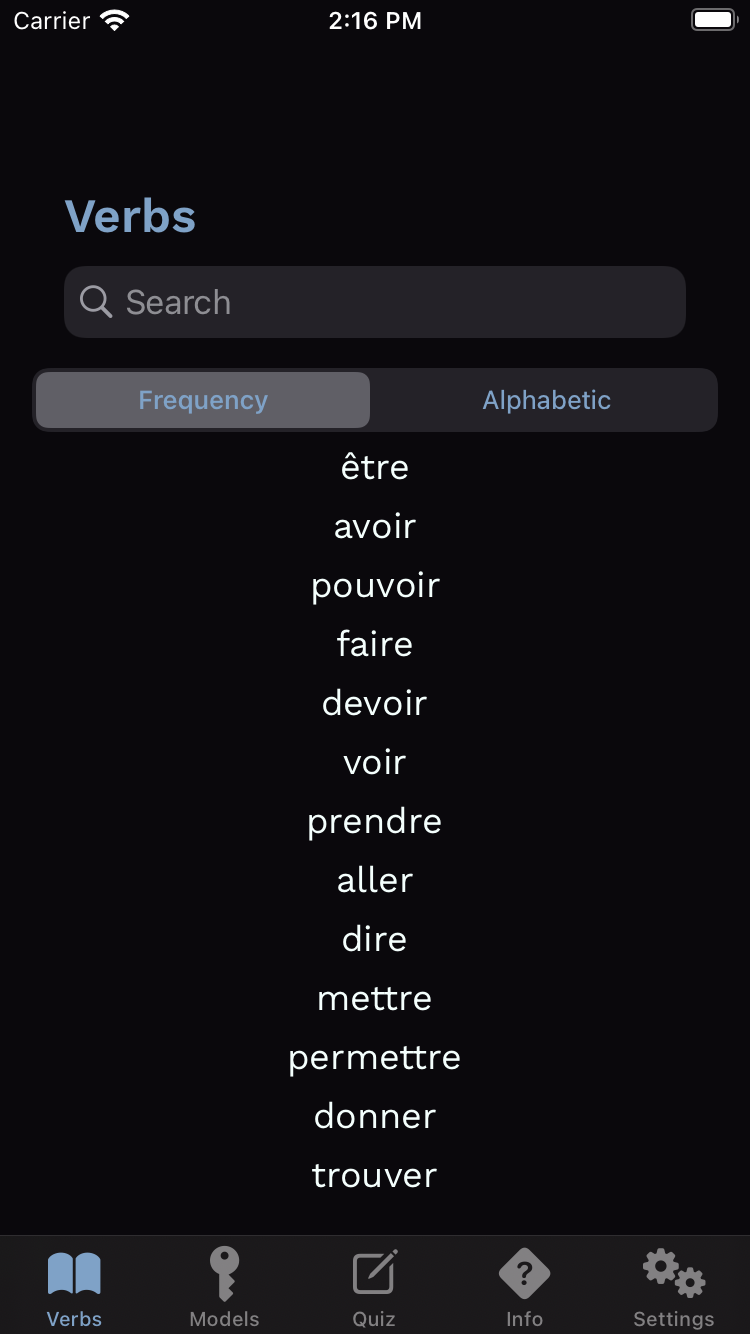 Carrier 2:16 PM
Verbs
Search
Frequency Alphabetic
être
avoir
pouvoir
faire
devoir
voir
prendre
aller
dire
mettre
permettre
donner
trouver
?
Verbs Models Quiz Info Settings